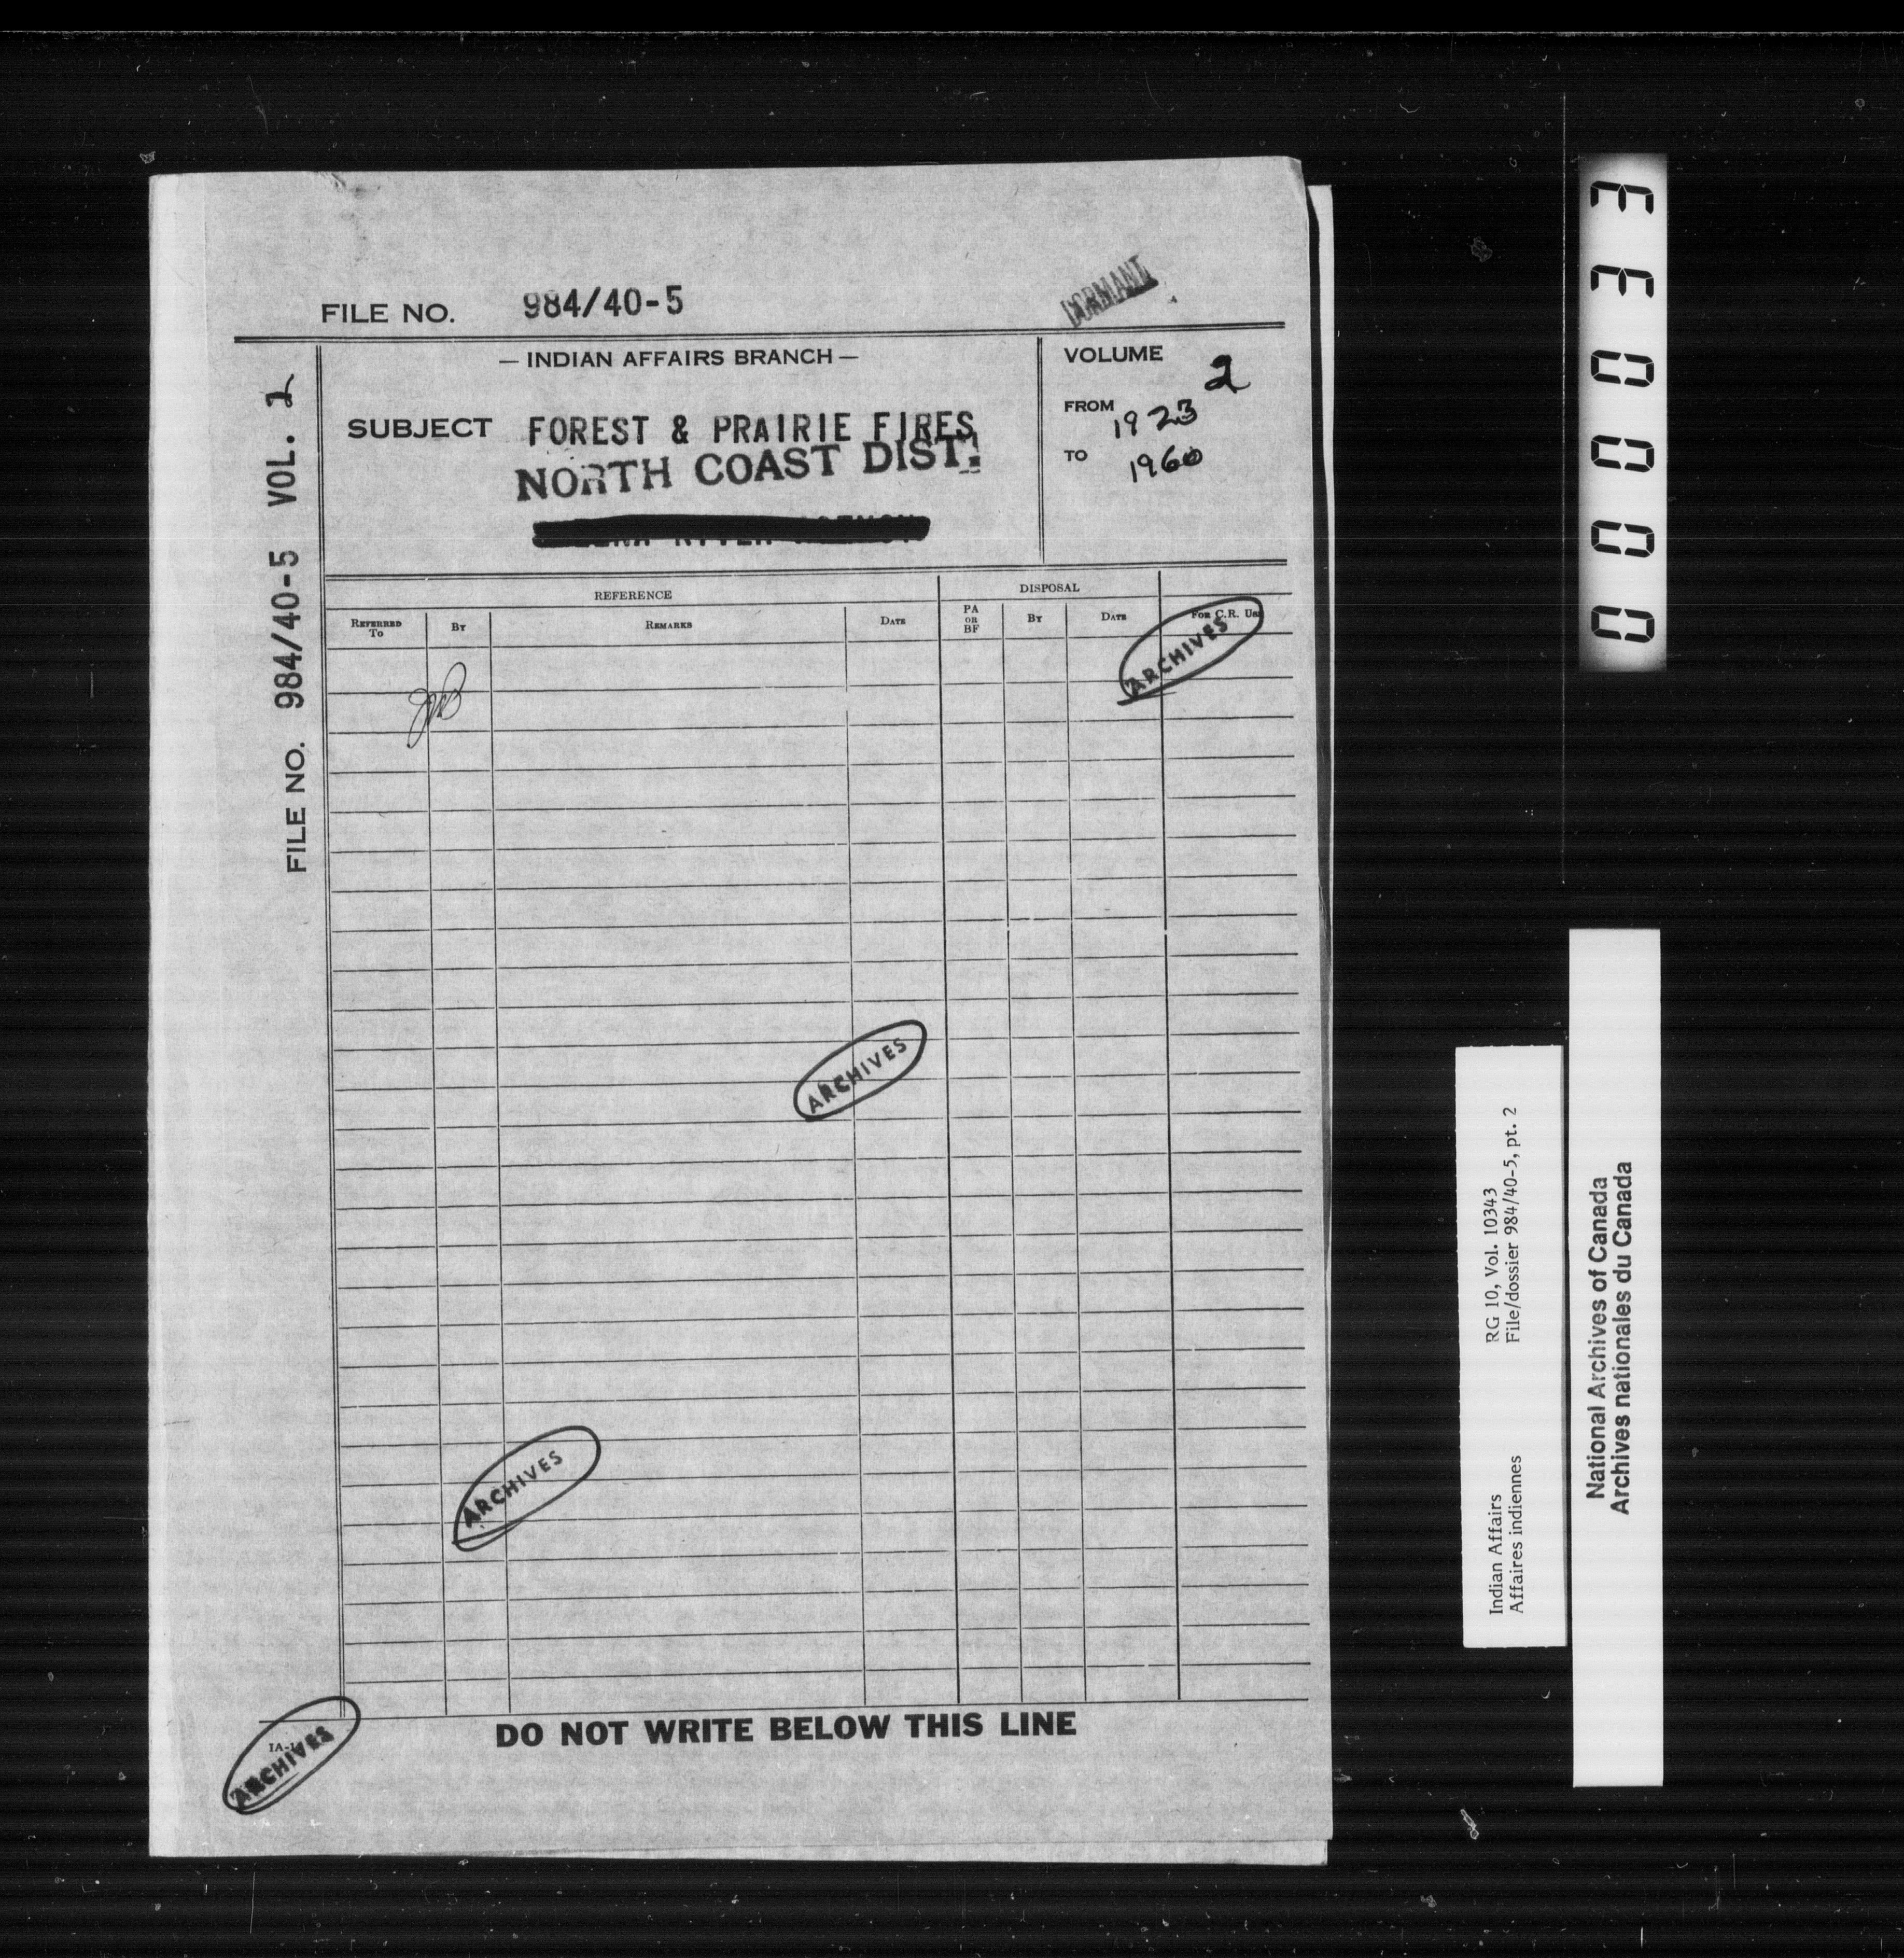 FILE NO. 984/40-5
DORMANT
— INDIAN AFFAIRS BRANCH —
SUBJECT FOREST & PRAIRIE FIRES
NORTH COAST DIST.
VOLUME 2
FROM 1923
TO 1960
FILE NO. 984/40-5 VOL. 2
REFERENCE
DISPOSAL
REFERRED TO
BY
REMARKS
DATE
PA OR BF
BY
DATE
FOR C.R. USE
ARCHIVES
ARCHIVES
ARCHIVES
DO NOT WRITE BELOW THIS LINE
ARCHIVES
000033
Indian Affairs RG 10, Vol. 10343
Affaires indiennes File/dossier 984/40-5, pt. 2
National Archives of Canada
Archives nationales du Canada